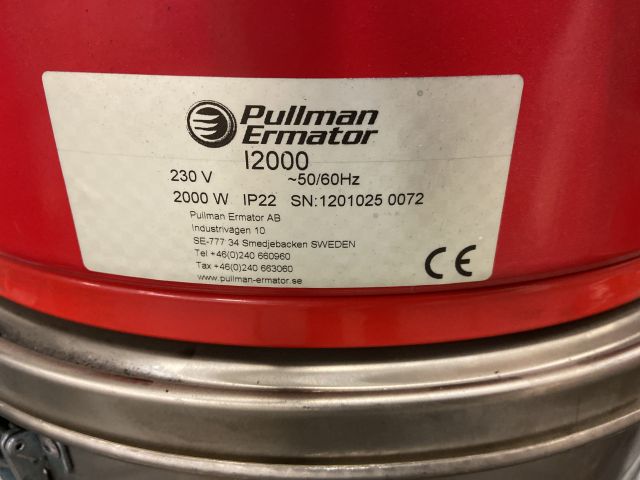 Pullman
Ermator
I2000
230 V ~50/60Hz
2000 W IP22 SN:1201025 0072
Pullman Ermator AB
Industrivägen 10
SE-777 34 Smedjebacken SWEDEN
Tel +46(0)240 660960
Tax +46(0)240 663060
www.pullman-ermator.se
CE